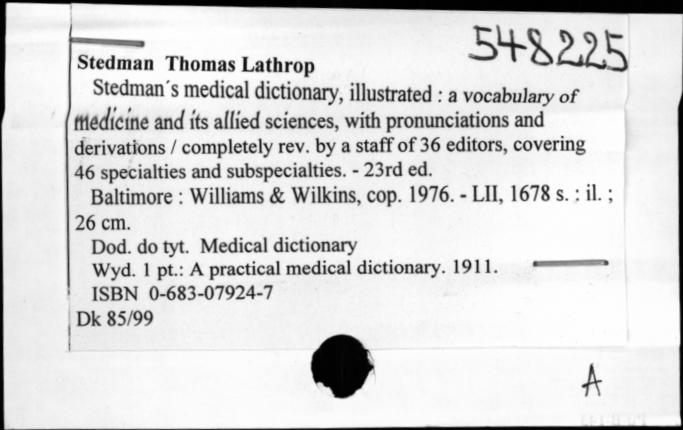 548225
Stedman Thomas Lathrop
Stedman´s medical dictionary, illustrated : a vocabulary of
medicine and its allied sciences, with pronunciations and
derivations / completely rev. by a staff of 36 editors, covering
46 specialties and subspecialties. - 23rd ed.
Baltimore : Williams & Wilkins, cop. 1976. - LII, 1678 s. : il. ;
26 cm.
Dod. do tyt. Medical dictionary
Wyd. 1 pt.: A practical medical dictionary. 1911.
ISBN 0-683-07924-7
Dk 85/99
A